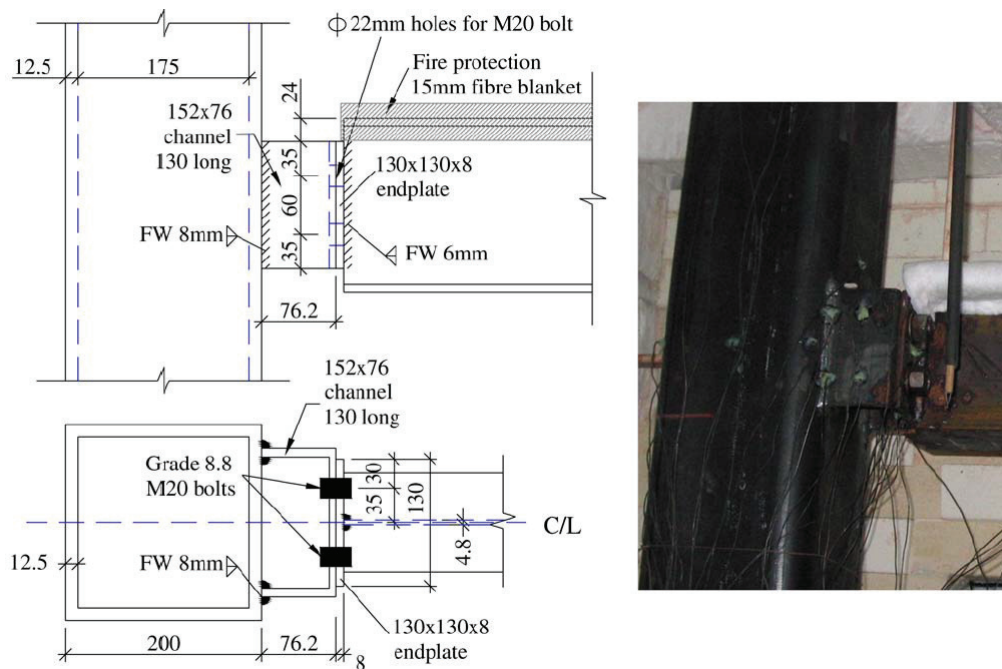 ϕ 22mm holes for M20 bolt
Fire protection
15mm fibre blanket
12.5
175
24
152x76
channel
130 long
35
60
35
130x130x8
endplate
FW 8mm
FW 6mm
76.2
152x76
channel
130 long
Grade 8.8
M20 bolts
30
35
130
C/L
4.8
12.5
FW 8mm
200
76.2
8
130x130x8
endplate